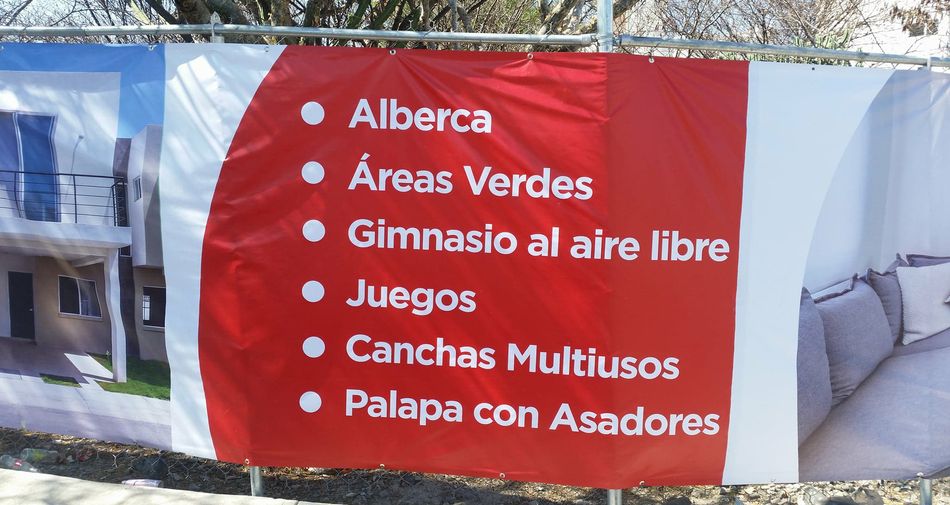 Alberca
Áreas Verdes
Gimnasio al aire libre
Juegos
Canchas Multiusos
Palapa con Asadores